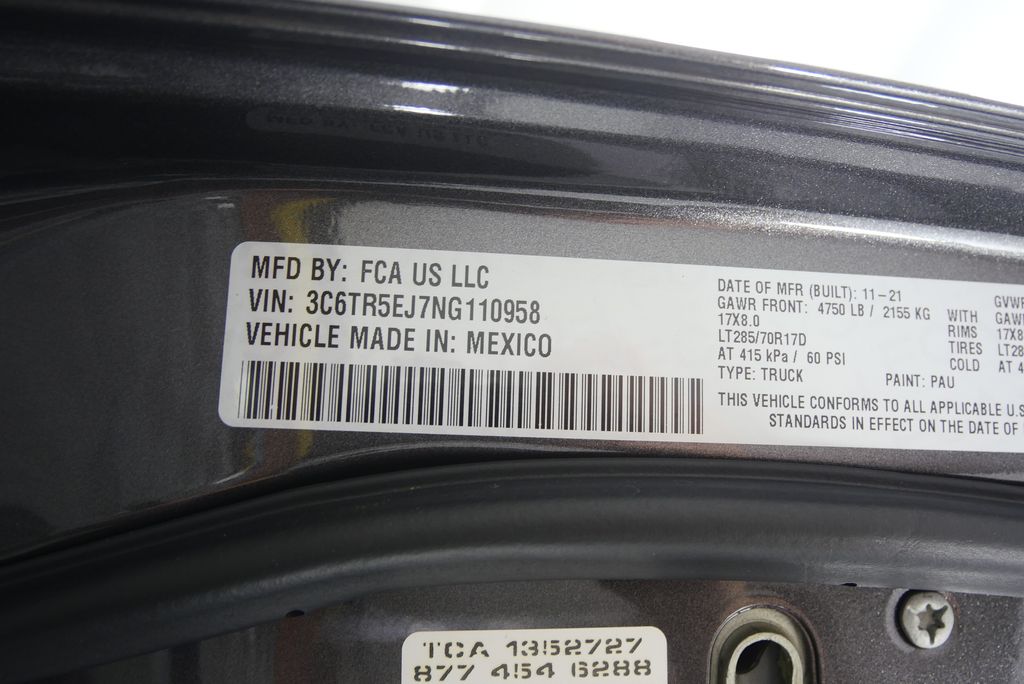 MFD BY: FCA US LLC
VIN: 3C6TR5EJ7NG110958
VEHICLE MADE IN: MEXICO
DATE OF MFR (BUILT): 11-21
GAWR FRONT: 4750 LB / 2155 KG WITH
17X8.0 RIMS 17X8
LT285/70R17D TIRES
AT 415 kPa / 60 PSI COLD AT 4
TYPE: TRUCK PAINT: PAU
THIS VEHICLE CONFORMS TO ALL APPLICABLE U.S
STANDARDS IN EFFECT ON THE DATE OF
TCA 1352727
877 454 6288